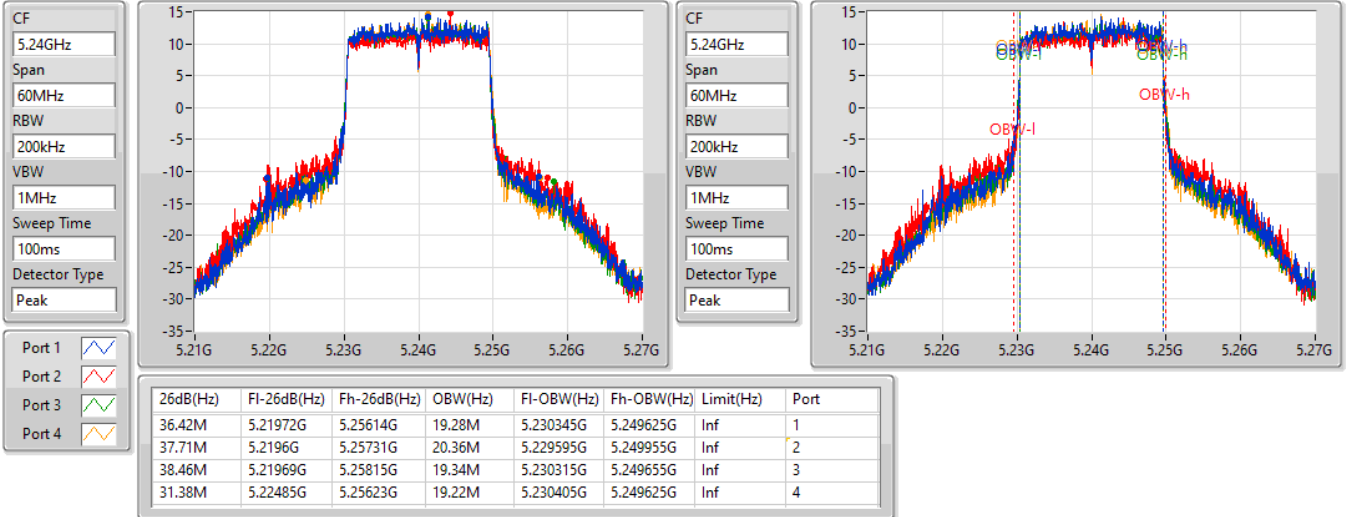 CF
5.24GHz
Span
60MHz
RBW
200kHz
VBW
1MHz
Sweep Time
100ms
Detector Type
Peak
15
10
5
0
-5
-10
-15
-20
-25
-30
-35
5.21G 5.22G 5.23G 5.24G 5.25G 5.26G 5.27G
CF
5.24GHz
Span
60MHz
RBW
200kHz
VBW
1MHz
Sweep Time
100ms
Detector Type
Peak
15
10
5
0
-5
-10
-15
-20
-25
-30
-35
OBW-h
OBW-h
OBW-l
5.21G 5.22G 5.23G 5.24G 5.25G 5.26G 5.27G
Port 1
Port 2
Port 3
Port 4
26dB(Hz) Fl-26dB(Hz) Fh-26dB(Hz) OBW(Hz) Fl-OBW(Hz) Fh-OBW(Hz) Limit(Hz) Port
36.42M 5.21972G 5.25614G 19.28M 5.230345G 5.249625G Inf 1
37.71M 5.2196G 5.25731G 20.36M 5.229595G 5.249955G Inf 2
38.46M 5.21969G 5.25815G 19.34M 5.230315G 5.249655G Inf 3
31.38M 5.22485G 5.25623G 19.22M 5.230405G 5.249625G Inf 4